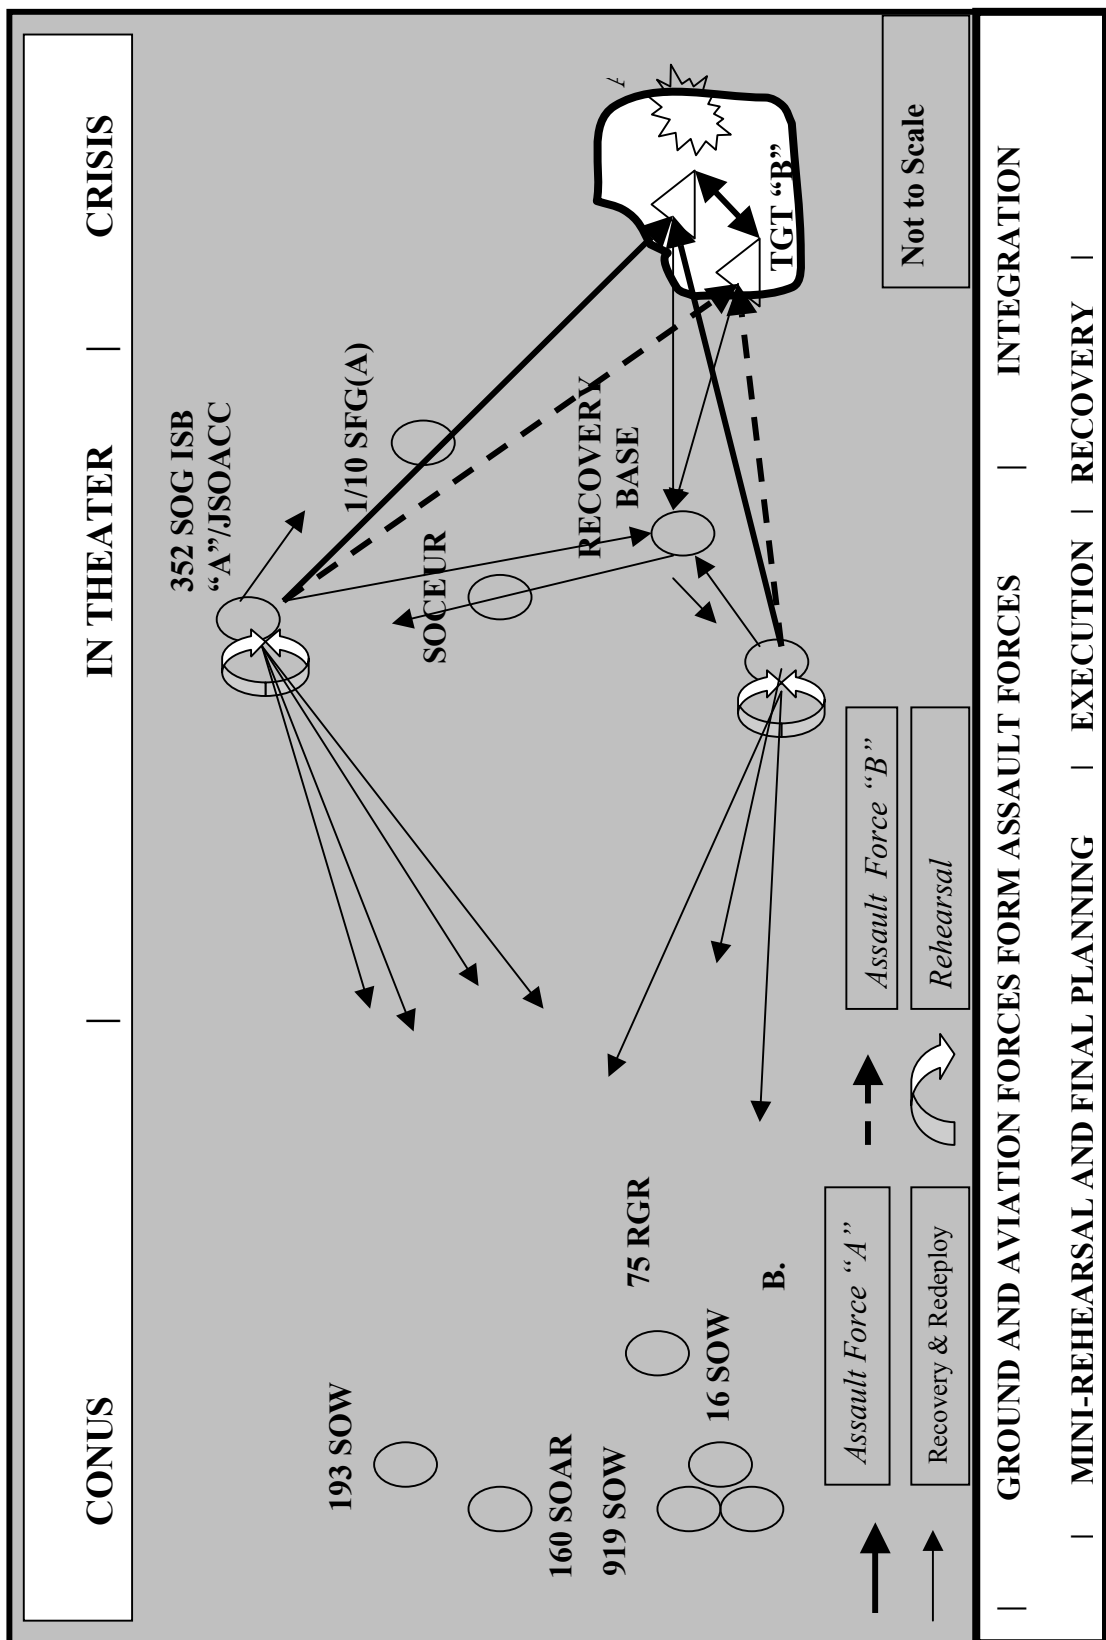 CONUS | IN THEATER | CRISIS
352 SOG ISB
“A”/JSOACC
193 SOW
1/10 SFG(A)
SOCEUR
160 SOAR
919 SOW
RECOVERY
BASE
75 RGR
16 SOW
B.
TGT “B”
Assault Force “A”
Assault Force “B”
Recovery & Redeploy
Rehearsal
Not to Scale
| GROUND AND AVIATION FORCES FORM ASSAULT FORCES | INTEGRATION
| MINI-REHEARSAL AND FINAL PLANNING | EXECUTION | RECOVERY |